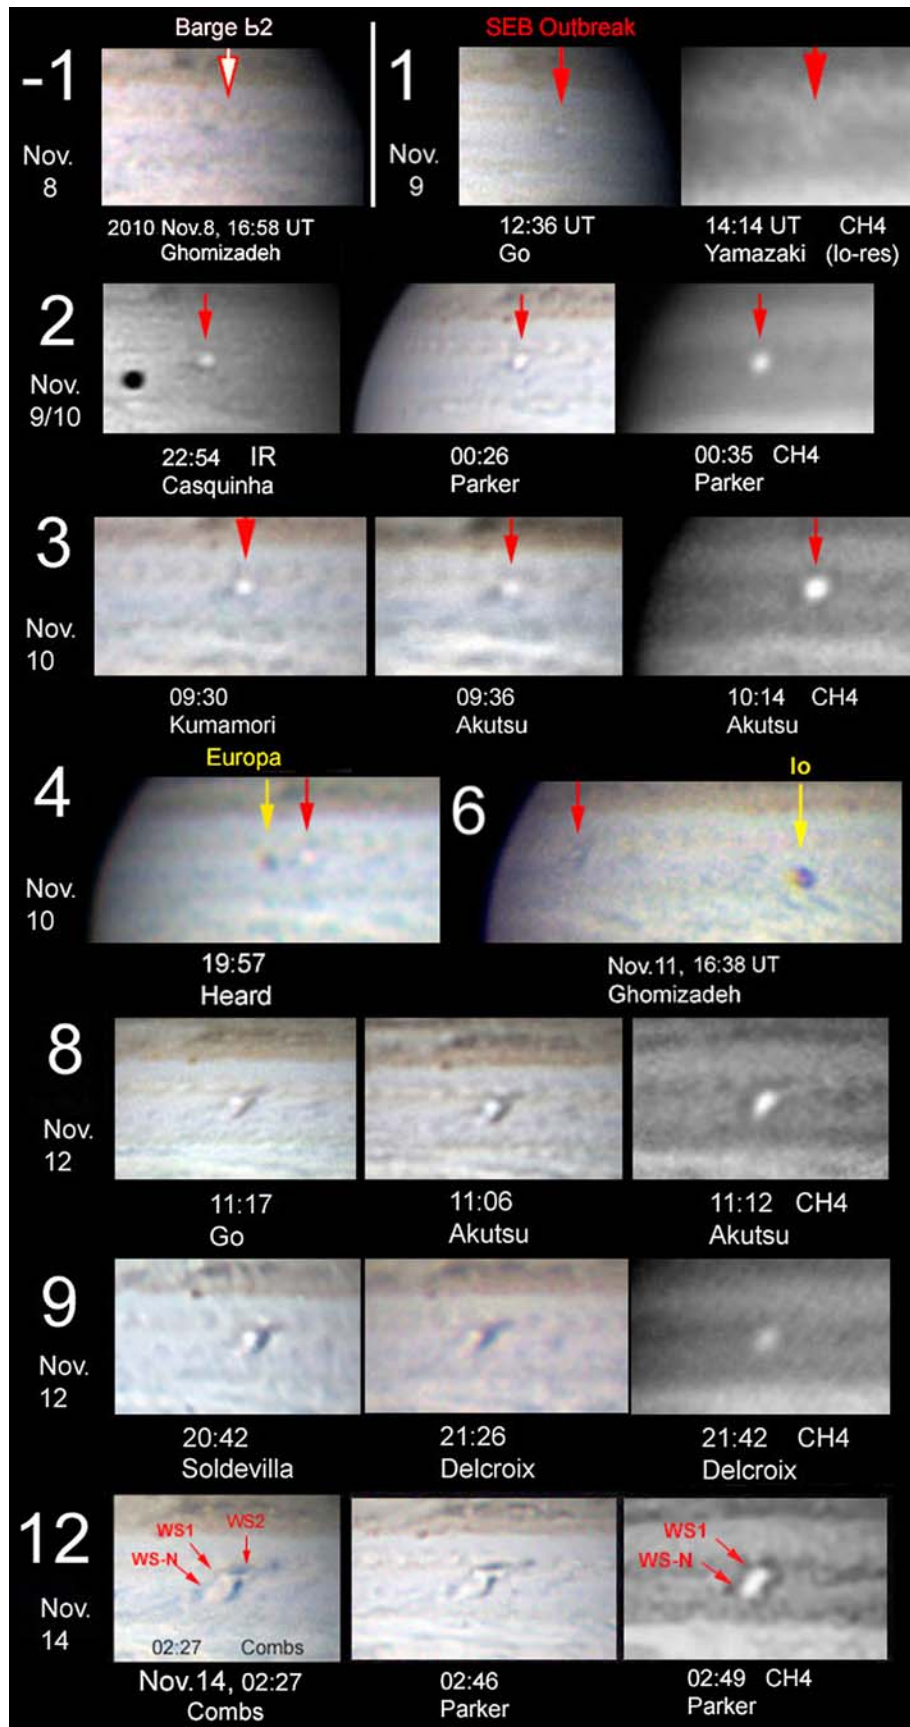 Barge Ь2
SEB Outbreak
-1
Nov.
8
1
Nov.
9
2010 Nov.8, 16:58 UT
Ghomizadeh
12:36 UT
Go
14:14 UT CH4
Yamazaki (lo-res)
2
Nov.
9/10
22:54 IR
Casquinha
00:26
Parker
00:35 CH4
Parker
3
Nov.
10
09:30
Kumamori
09:36
Akutsu
10:14 CH4
Akutsu
4
Nov.
10
Europa
6
Io
19:57
Heard
Nov.11, 16:38 UT
Ghomizadeh
8
Nov.
12
11:17
Go
11:06
Akutsu
11:12 CH4
Akutsu
9
Nov.
12
20:42
Soldevilla
21:26
Delcroix
21:42 CH4
Delcroix
12
Nov.
14
WS2
WS1
WS-N
02:27 Combs
WS1
WS-N
Nov.14, 02:27
Combs
02:46
Parker
02:49 CH4
Parker